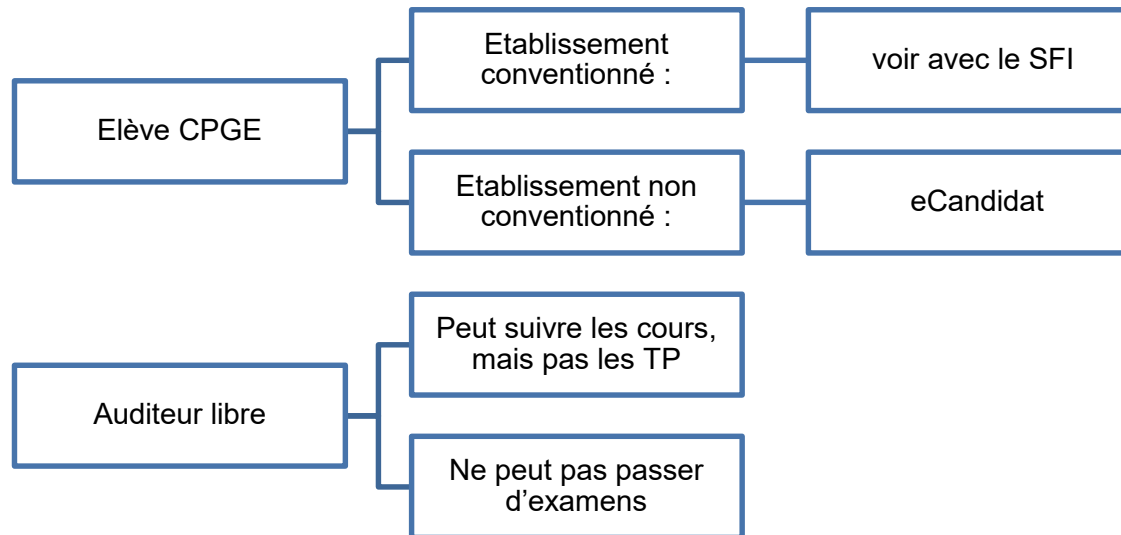 Elève CPGE
Etablissement
conventionné :
voir avec le SFI
Etablissement non
conventionné :
eCandidat
Auditeur libre
Peut suivre les cours,
mais pas les TP
Ne peut pas passer
d’examens